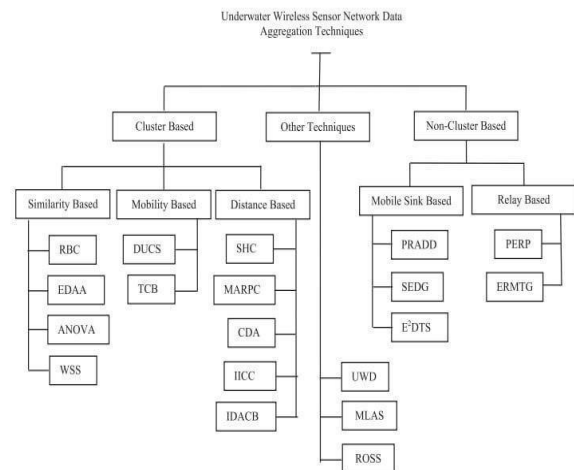 Underwater Wireless Sensor Network Data
Aggregation Techniques
Cluster Based
Other Techniques
Non-Cluster Based
Similarity Based
Mobility Based
Distance Based
Mobile Sink Based
Relay Based
RBC
EDAA
ANOVA
WSS
DUCS
TCB
SHC
MARPC
CDA
IICC
IDACB
UWD
MLAS
ROSS
PRADD
SEDG
E²DTS
PERP
ERMTG